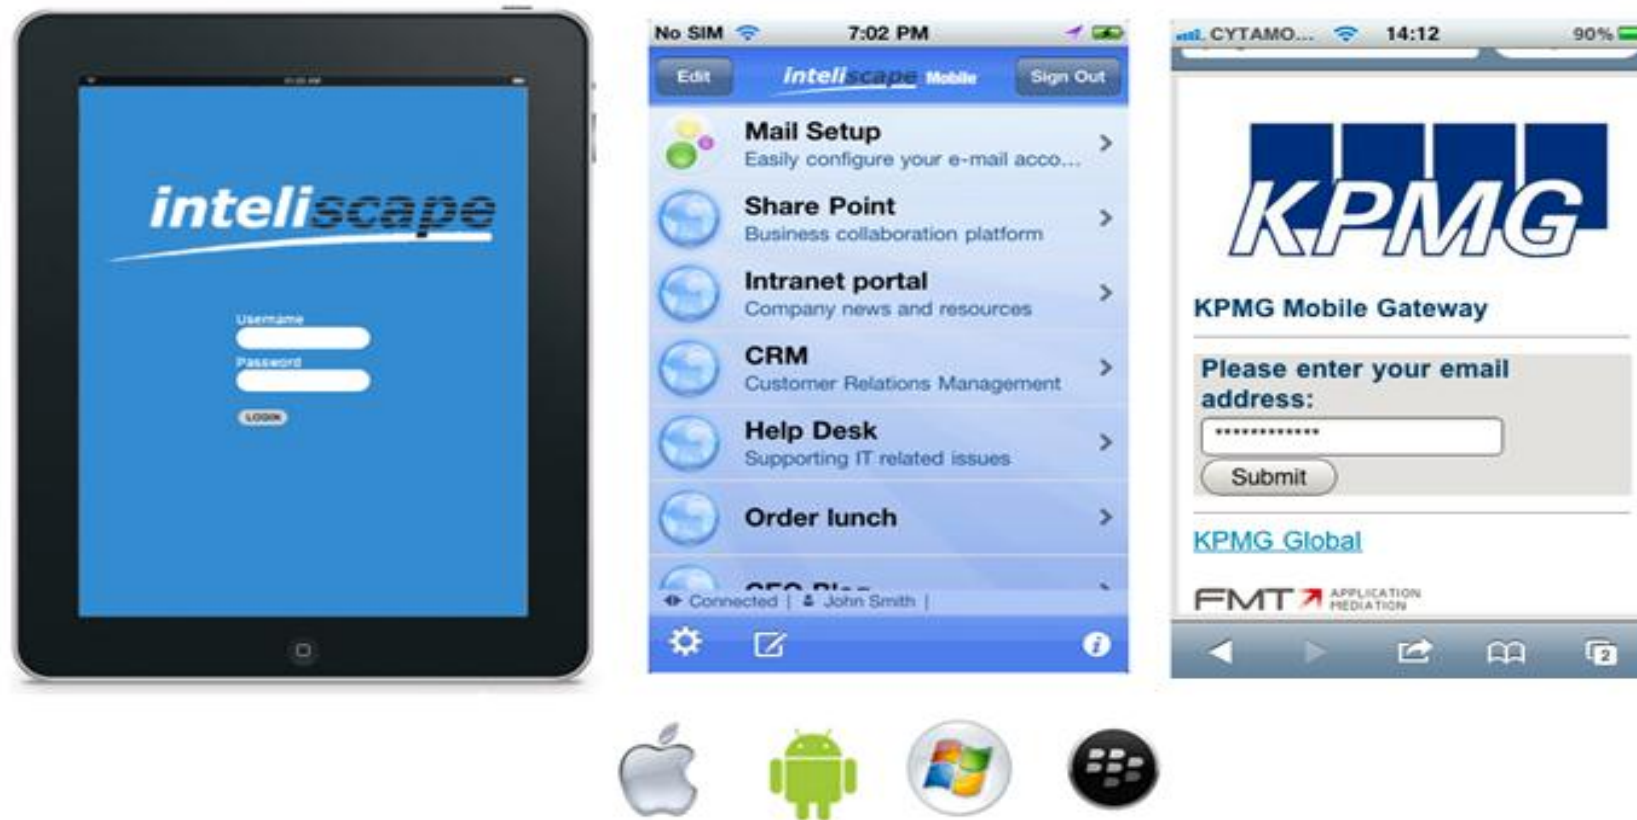 inteliscape
Username
Password
LOGIN
No SIM 7:02 PM
Edit inteliscape Mobile Sign Out
Mail Setup
Easily configure your e-mail acco...
Share Point
Business collaboration platform
Intranet portal
Company news and resources
CRM
Customer Relations Management
Help Desk
Supporting IT related issues
Order lunch
Connected | John Smith |
CYTAMO... 14:12 90%
KPMG
KPMG Mobile Gateway
Please enter your email
address:
************
Submit
KPMG Global
FMT APPLICATION
MEDIATION
2